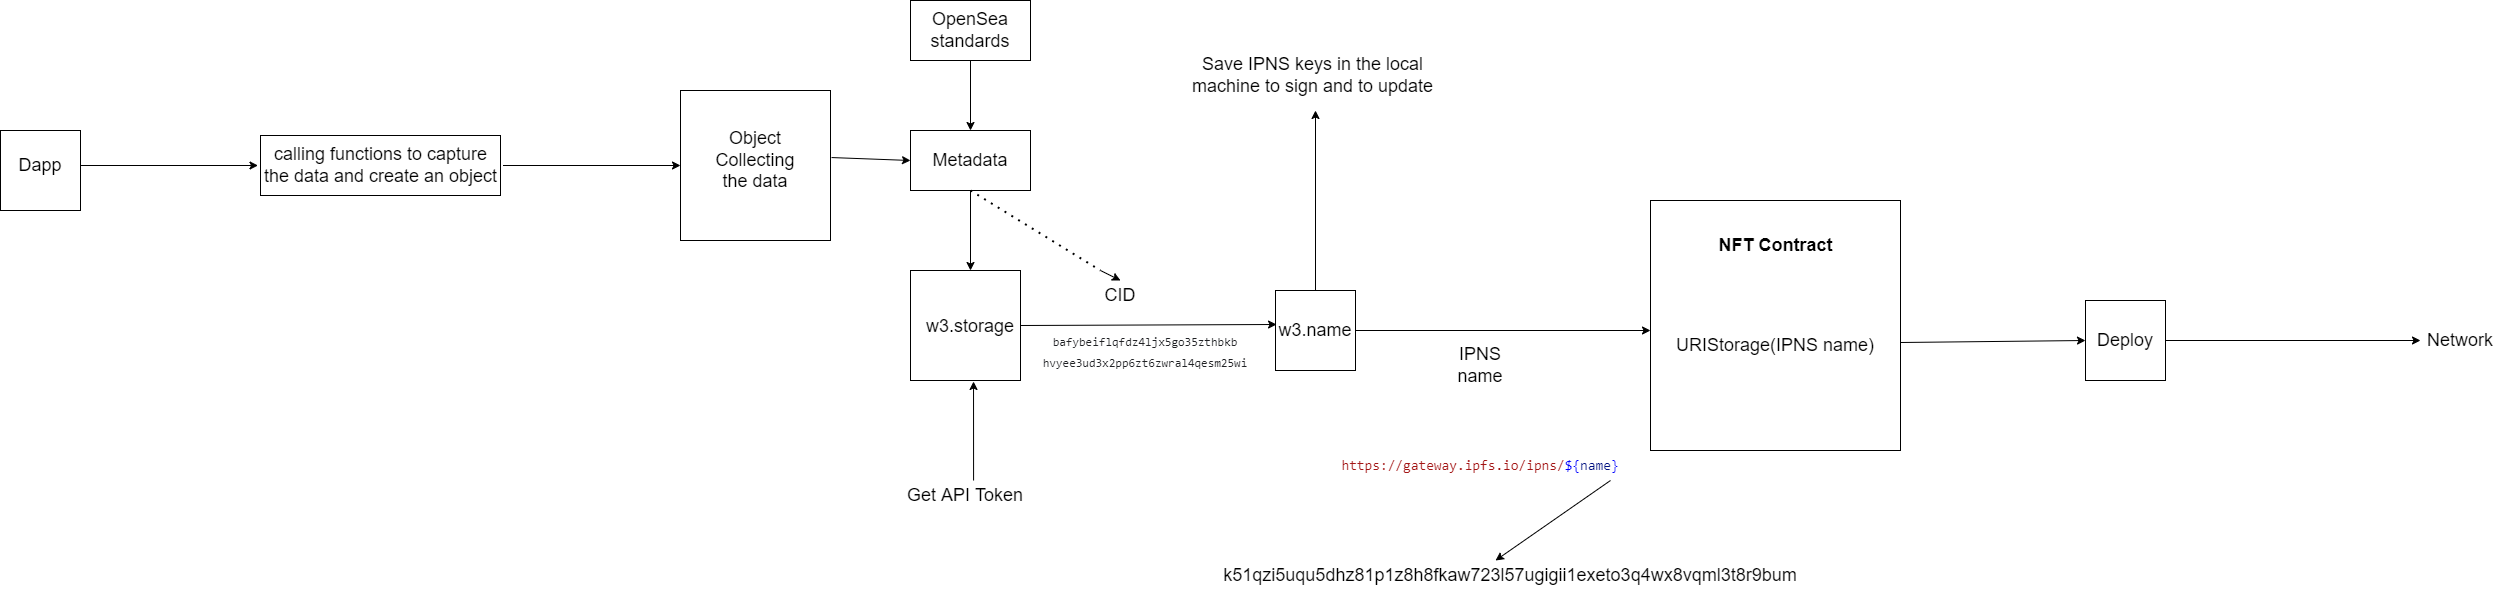 OpenSea
standards
Save IPNS keys in the local
machine to sign and to update
Dapp
calling functions to capture
the data and create an object
Object
Collecting
the data
Metadata
CID
w3.storage
bafybeiflqfdz4ljx5go35zthbkb
hvyee3ud3x2pp6zt6zwral4qesm25wi
w3.name
IPNS
name
NFT Contract
URIStorage(IPNS name)
Deploy
Network
Get API Token
https://gateway.ipfs.io/ipns/${name}
k51qzi5uqu5dhz81p1z8h8fkaw723l57ugigii1exeto3q4wx8vqml3t8r9bum